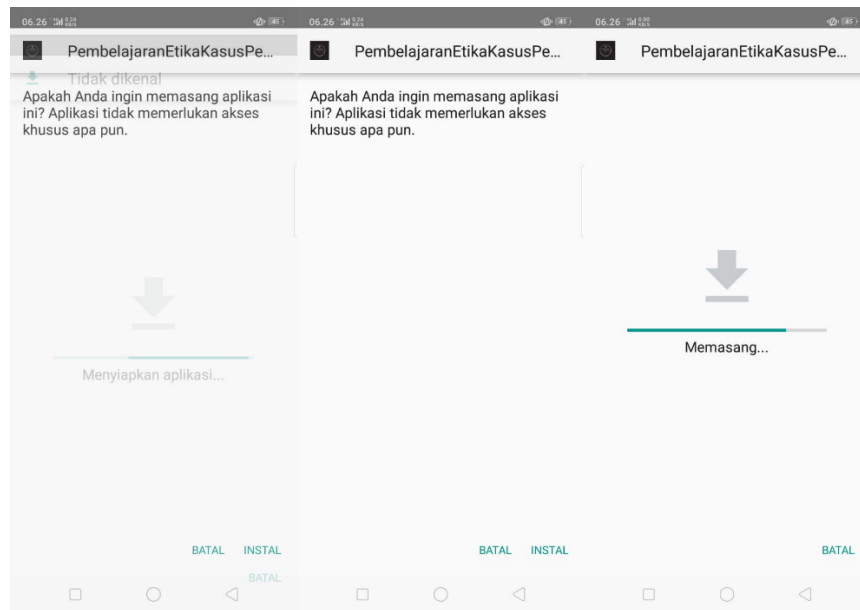 06.26
PembelajaranEtikaKasusPe...
Tidak dikenal
Apakah Anda ingin memasang aplikasi
ini? Aplikasi tidak memerlukan akses
khusus apa pun.
Menyiapkan aplikasi...
BATAL INSTAL
BATAL
06.26
PembelajaranEtikaKasusPe...
Apakah Anda ingin memasang aplikasi
ini? Aplikasi tidak memerlukan akses
khusus apa pun.
BATAL INSTAL
06.26
PembelajaranEtikaKasusPe...
Memasang...
BATAL